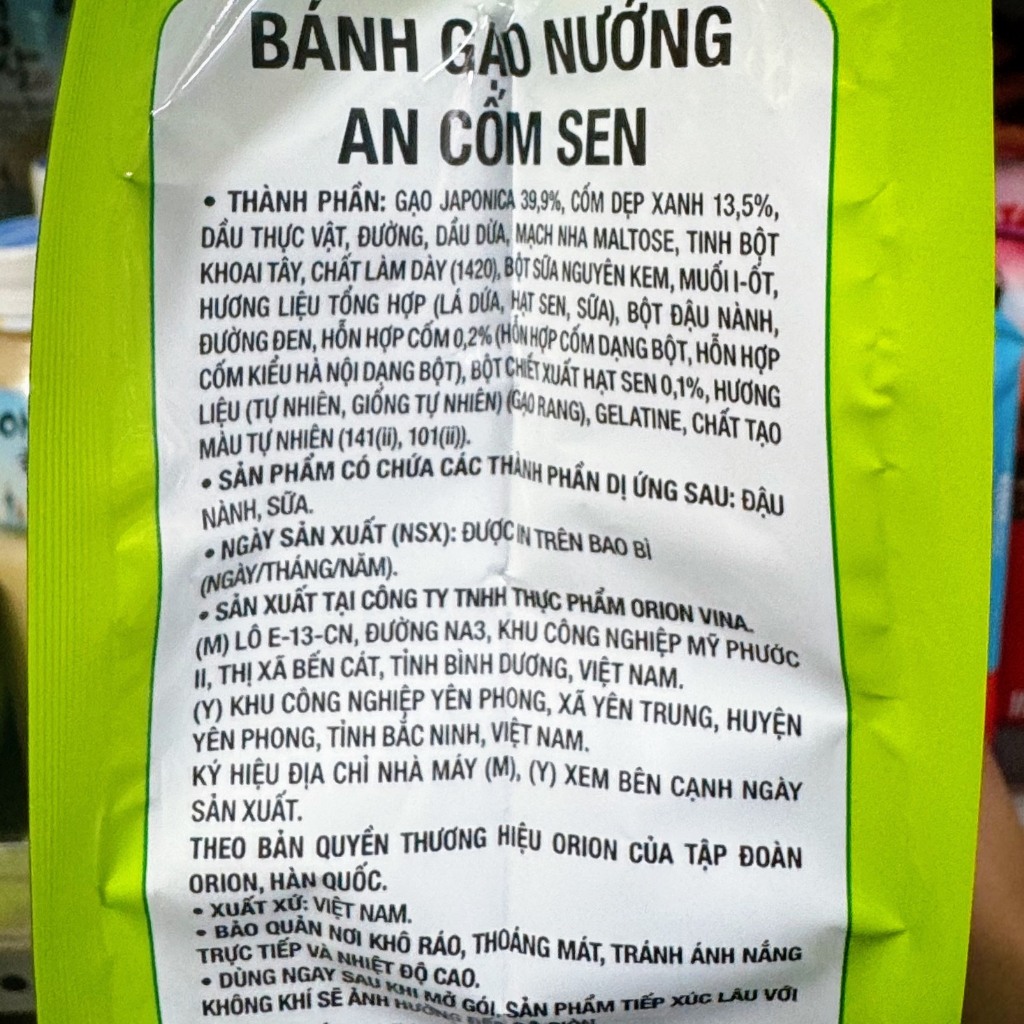 BÁNH GẠO NƯỚNG
AN CỐM SEN
• THÀNH PHẦN: GẠO JAPONICA 39,9%, CỐM DẸP XANH 13,5%,
DẦU THỰC VẬT, ĐƯỜNG, DẦU DỪA, MẠCH NHA MALTOSE, TINH BỘT
KHOAI TÂY, CHẤT LÀM DÀY (1420), BỘT SỮA NGUYÊN KEM, MUỐI I-ỐT,
HƯƠNG LIỆU TỔNG HỢP (LÁ DỨA, HẠT SEN, SỮA), BỘT ĐẬU NÀNH,
ĐƯỜNG ĐEN, HỖN HỢP CỐM 0,2% (HỖN HỢP CỐM DẠNG BỘT, HỖN HỢP
CỐM KIỂU HÀ NỘI DẠNG BỘT), BỘT CHIẾT XUẤT HẠT SEN 0,1%, HƯƠNG
LIỆU (TỰ NHIÊN, GIỐNG TỰ NHIÊN) (GẠO RANG), GELATINE, CHẤT TẠO
MÀU TỰ NHIÊN (141(ii), 101(ii)).
• SẢN PHẨM CÓ CHỨA CÁC THÀNH PHẦN DỊ ỨNG SAU: ĐẬU
NÀNH, SỮA.
• NGÀY SẢN XUẤT (NSX): ĐƯỢC IN TRÊN BAO BÌ
(NGÀY/THÁNG/NĂM).
• SẢN XUẤT TẠI CÔNG TY TNHH THỰC PHẨM ORION VINA.
(M) LÔ E-13-CN, ĐƯỜNG NA3, KHU CÔNG NGHIỆP MỸ PHƯỚC
II, THỊ XÃ BẾN CÁT, TỈNH BÌNH DƯƠNG, VIỆT NAM.
(Y) KHU CÔNG NGHIỆP YÊN PHONG, XÃ YÊN TRUNG, HUYỆN
YÊN PHONG, TỈNH BẮC NINH, VIỆT NAM.
KÝ HIỆU ĐỊA CHỈ NHÀ MÁY (M), (Y) XEM BÊN CẠNH NGÀY
SẢN XUẤT.
THEO BẢN QUYỀN THƯƠNG HIỆU ORION CỦA TẬP ĐOÀN
ORION, HÀN QUỐC.
• XUẤT XỨ: VIỆT NAM.
• BẢO QUẢN NƠI KHÔ RÁO, THOÁNG MÁT, TRÁNH ÁNH NẮNG
TRỰC TIẾP VÀ NHIỆT ĐỘ CAO.
• DÙNG NGAY SAU KHI MỞ GÓI. SẢN PHẨM TIẾP XÚC LÂU VỚI
KHÔNG KHÍ SẼ ẢNH HƯỞNG